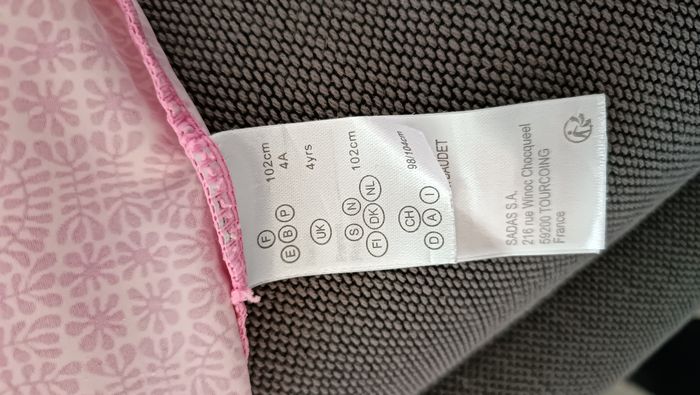 F 102cm
E B P 4A
UK 4yrs
S N 102cm
FI DK NL
CH 98/104cm
D A I
AUDET
SADAS S.A,
216 rue Winoc Chocqueel
59200 TOURCOING
France